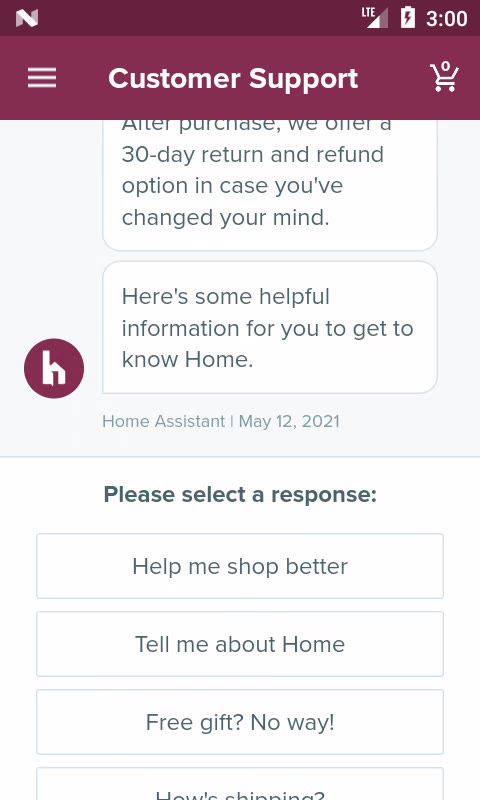 LTE 3:00
Customer Support
0
After purchase, we offer a
30-day return and refund
option in case you've
changed your mind.
Here's some helpful
information for you to get to
know Home.
h
Home Assistant | May 12, 2021
Please select a response:
Help me shop better
Tell me about Home
Free gift? No way!
How's shipping?